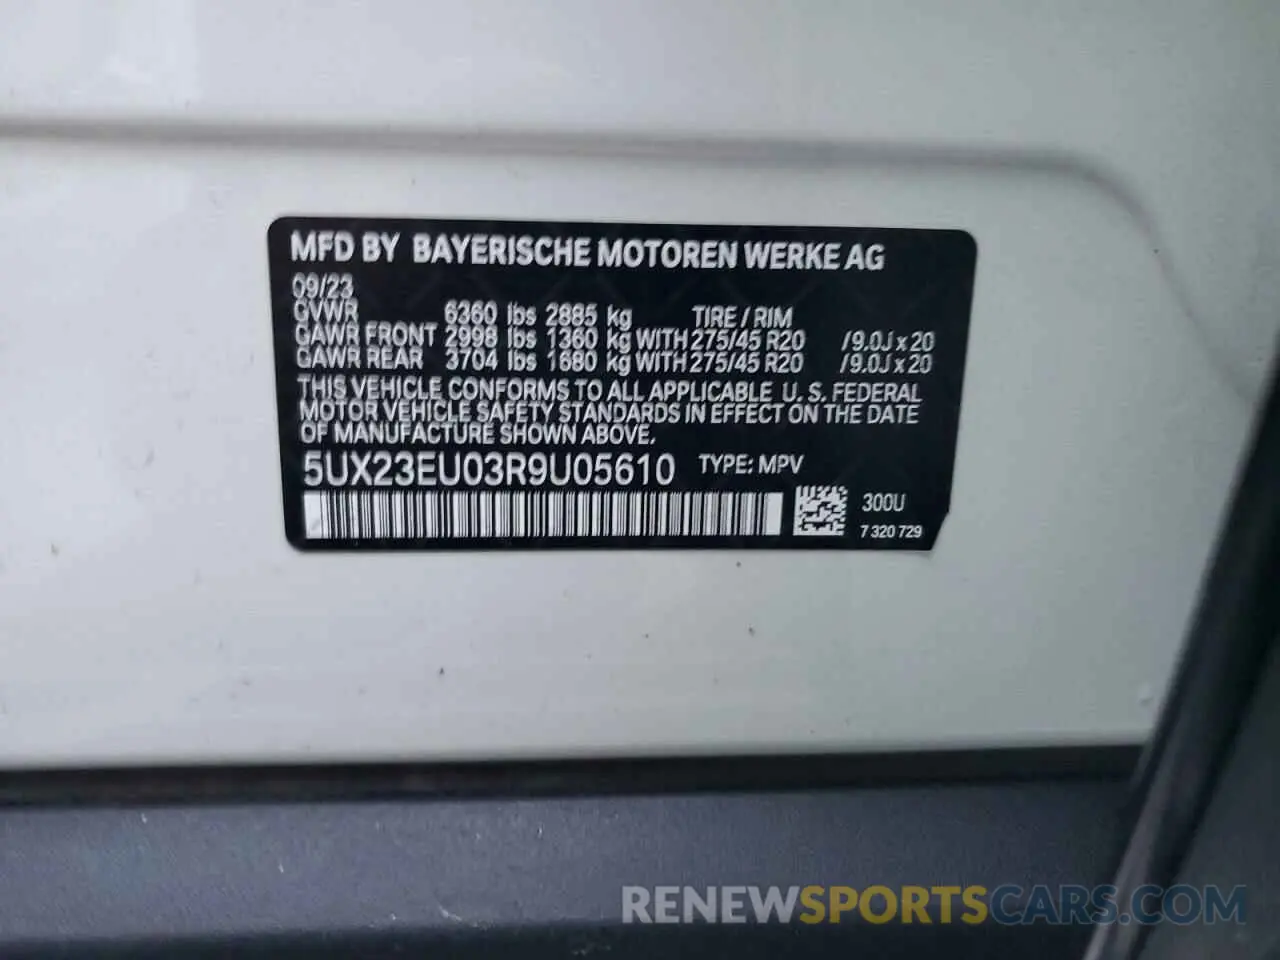 MFD BY BAYERISCHE MOTOREN WERKE AG
09/23
GVWR 6360 lbs 2885 kg TIRE / RIM
GAWR FRONT 2998 lbs 1360 kg WITH 275/45 R20 /9.0J x 20
GAWR REAR 3704 lbs 1680 kg WITH 275/45 R20 /9.0J x 20
THIS VEHICLE CONFORMS TO ALL APPLICABLE U. S. FEDERAL
MOTOR VEHICLE SAFETY STANDARDS IN EFFECT ON THE DATE
OF MANUFACTURE SHOWN ABOVE.
5UX23EU03R9U05610 TYPE: MPV
300U
7 320 729
RENEWSPORTSCARS.COM